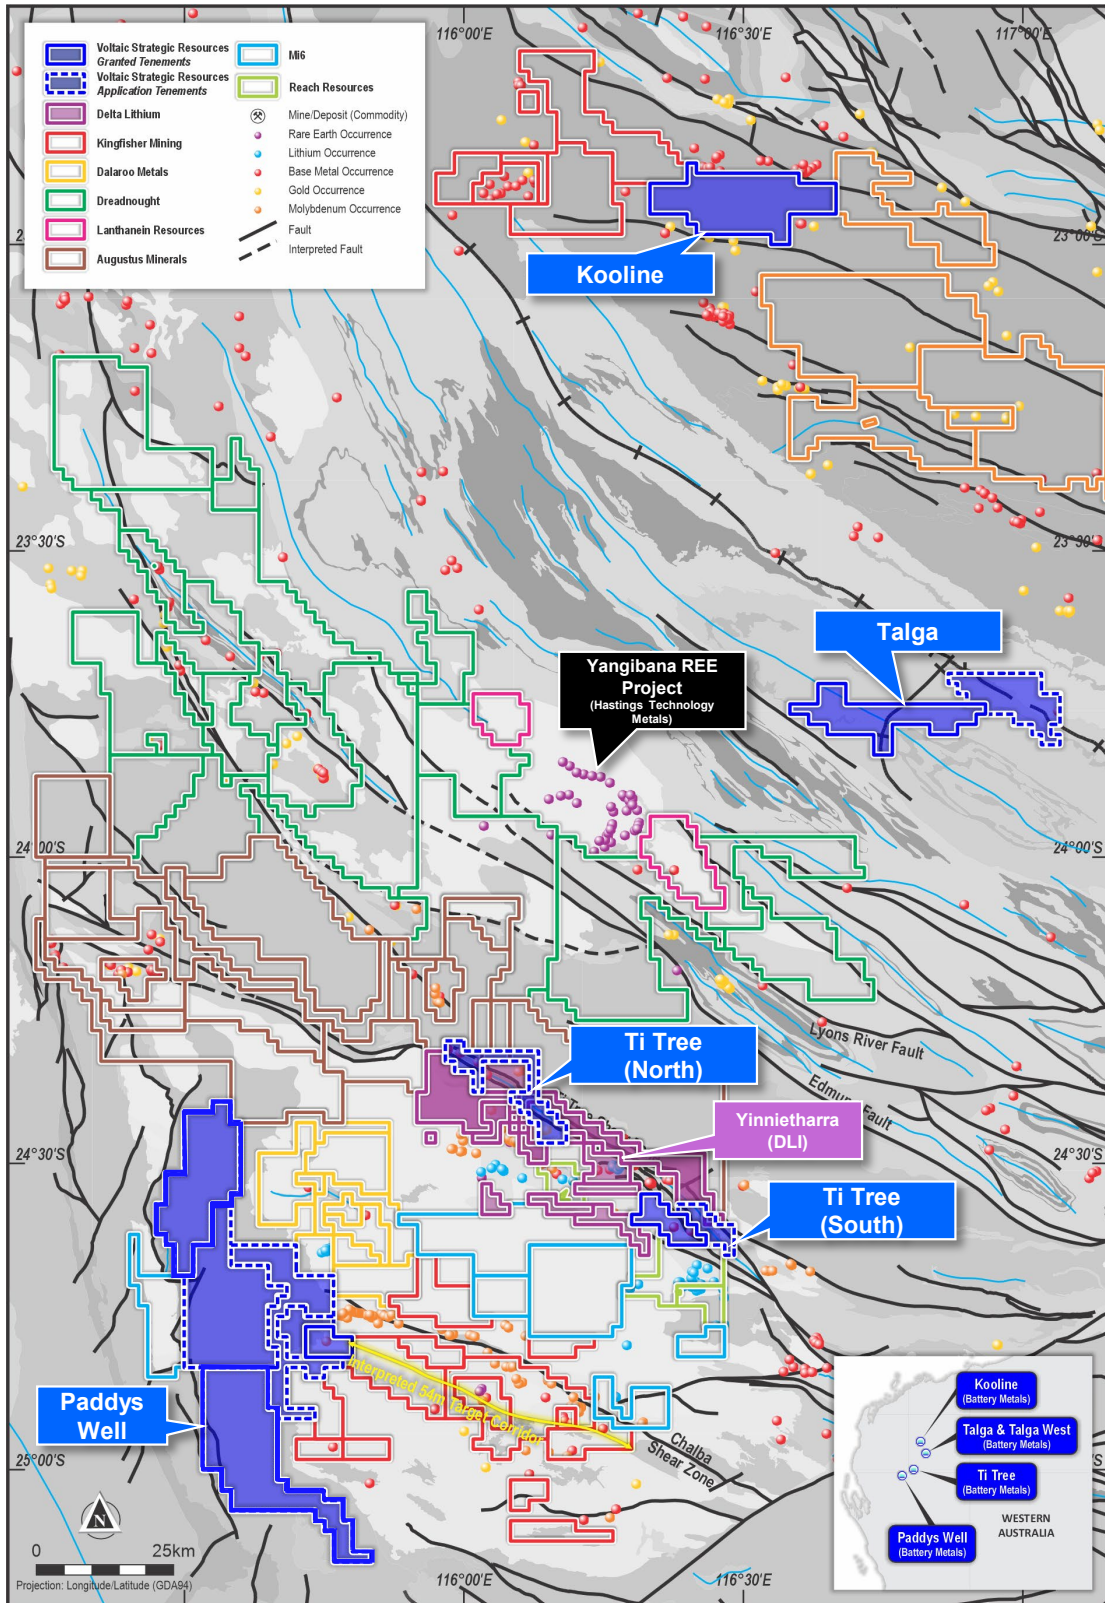 116°00'E
116°30'E
117°00'E
Voltaic Strategic Resources
Granted Tenements
Voltaic Strategic Resources
Application Tenements
Delta Lithium
Kingfisher Mining
Dalaroo Metals
Dreadnought
Lanthanein Resources
Augustus Minerals
Mi6
Reach Resources
Mine/Deposit (Commodity)
Rare Earth Occurrence
Lithium Occurrence
Base Metal Occurrence
Gold Occurrence
Molybdenum Occurrence
Fault
Interpreted Fault
23°00'S
Kooline
23°30'S
23°30'S
Talga
Yangibana REE
Project
(Hastings Technology
Metals)
24°00'S
24°00'S
Lyons River Fault
Ti Tree
(North)
Edmund Fault
Yinnietharra
(DLI)
24°30'S
24°30'S
Ti Tree
(South)
Interpreted 54m Target Corridor
Paddys
Well
Chalba
Shear Zone
25°00'S
Kooline
(Battery Metals)
Talga & Talga West
(Battery Metals)
Ti Tree
(Battery Metals)
WESTERN
AUSTRALIA
Paddys Well
(Battery Metals)
N
0 25km
Projection: Longitude/Latitude (GDA94)
116°00'E
116°30'E